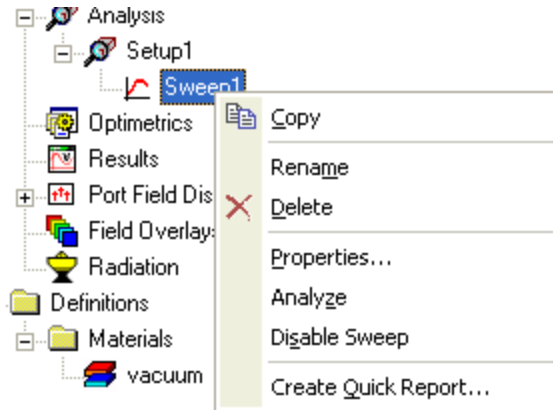 Analysis
Setup1
Sweep1
Copy
Optimetrics
Results
Rename
Port Field Dis
Delete
Field Overlay
Properties...
Radiation
Analyze
Definitions
Disable Sweep
Materials
vacuum
Create Quick Report...